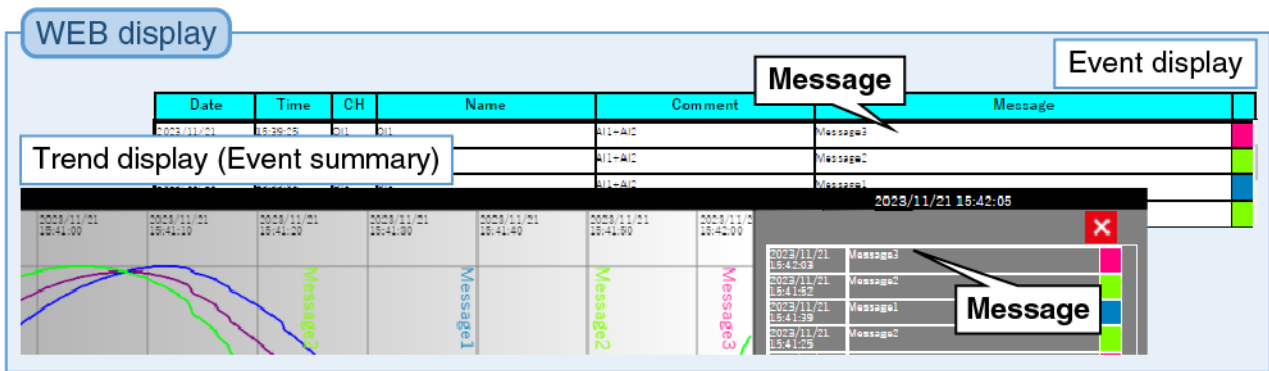 WEB display
Event display
Message
Date Time CH Name Comment Message
2023/11/21 15:39:25 DI1 DI1 AI1+AI2 Message3
Trend display (Event summary)
AI1+AI2 Message2
AI1+AI2 Message1
2023/11/21 15:42:05
2023/11/21 2023/11/21 2023/11/21 2023/11/21 2023/11/21 2023/11/21 2023/11/2
15:41:00 15:41:10 15:41:20 15:41:30 15:41:40 15:41:50 15:42:00
Message2
Message1
Message2
Message3
2023/11/21 Message3
15:42:03
2023/11/21 Message2
15:41:52
2023/11/21 Message1
15:41:39
2023/11/21 Message2
15:41:25
Message